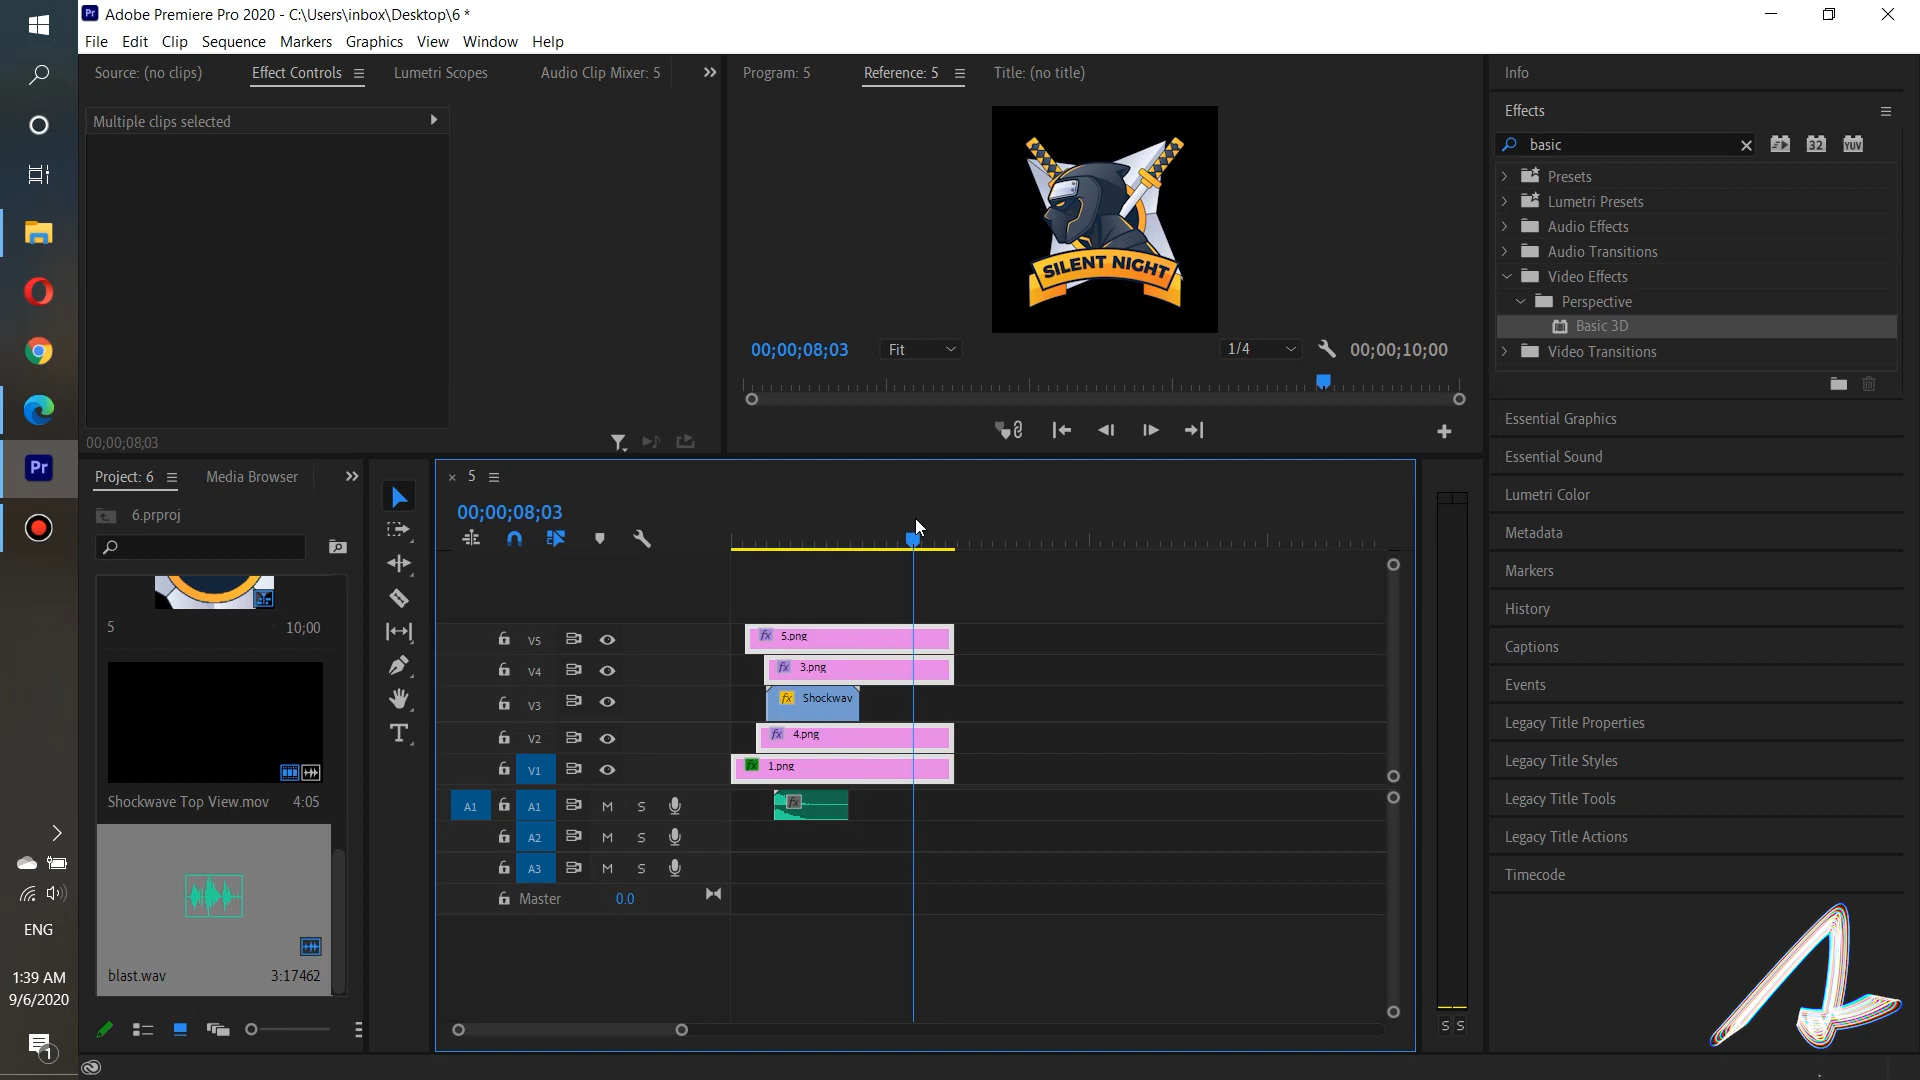 Adobe Premiere Pro 2020 - C:\Users\inbox\Desktop\6 *
File Edit Clip Sequence Markers Graphics View Window Help
Source: (no clips) Effect Controls Lumetri Scopes Audio Clip Mixer: 5
Program: 5 Reference: 5 Title: (no title)
Multiple clips selected
SILENT NIGHT
00;00;08;03 Fit 1/4 00;00;10;00
00;00;08;03
Info
Effects
basic
32
YUV
Presets
Lumetri Presets
Audio Effects
Audio Transitions
Video Effects
Perspective
Basic 3D
Video Transitions
Essential Graphics
Essential Sound
Lumetri Color
Metadata
Markers
History
Captions
Events
Legacy Title Properties
Legacy Title Styles
Legacy Title Tools
Legacy Title Actions
Timecode
Project: 6 Media Browser
6.prproj
5 10;00
Shockwave Top View.mov 4:05
blast.wav 3:17462
5
00;00;08;03
V5 5.png
V4 3.png
V3 Shockwav
V2 4.png
V1 1.png
A1 A1 M S
A2 M S
A3 M S
Master 0.0
S S
Pr
ENG
1:39 AM
9/6/2020
1